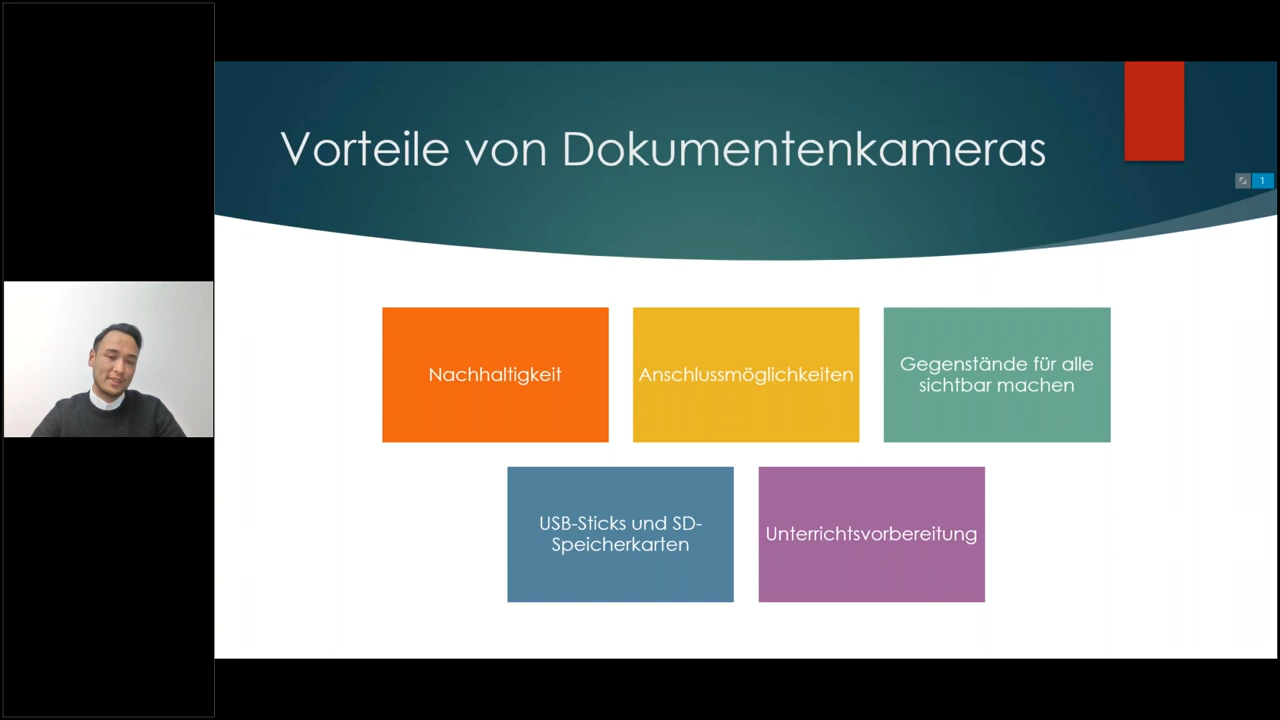 Vorteile von Dokumentenkameras
1
Nachhaltigkeit
Anschlussmöglichkeiten
Gegenstände für alle
sichtbar machen
USB-Sticks und SD-
Speicherkarten
Unterrichtsvorbereitung